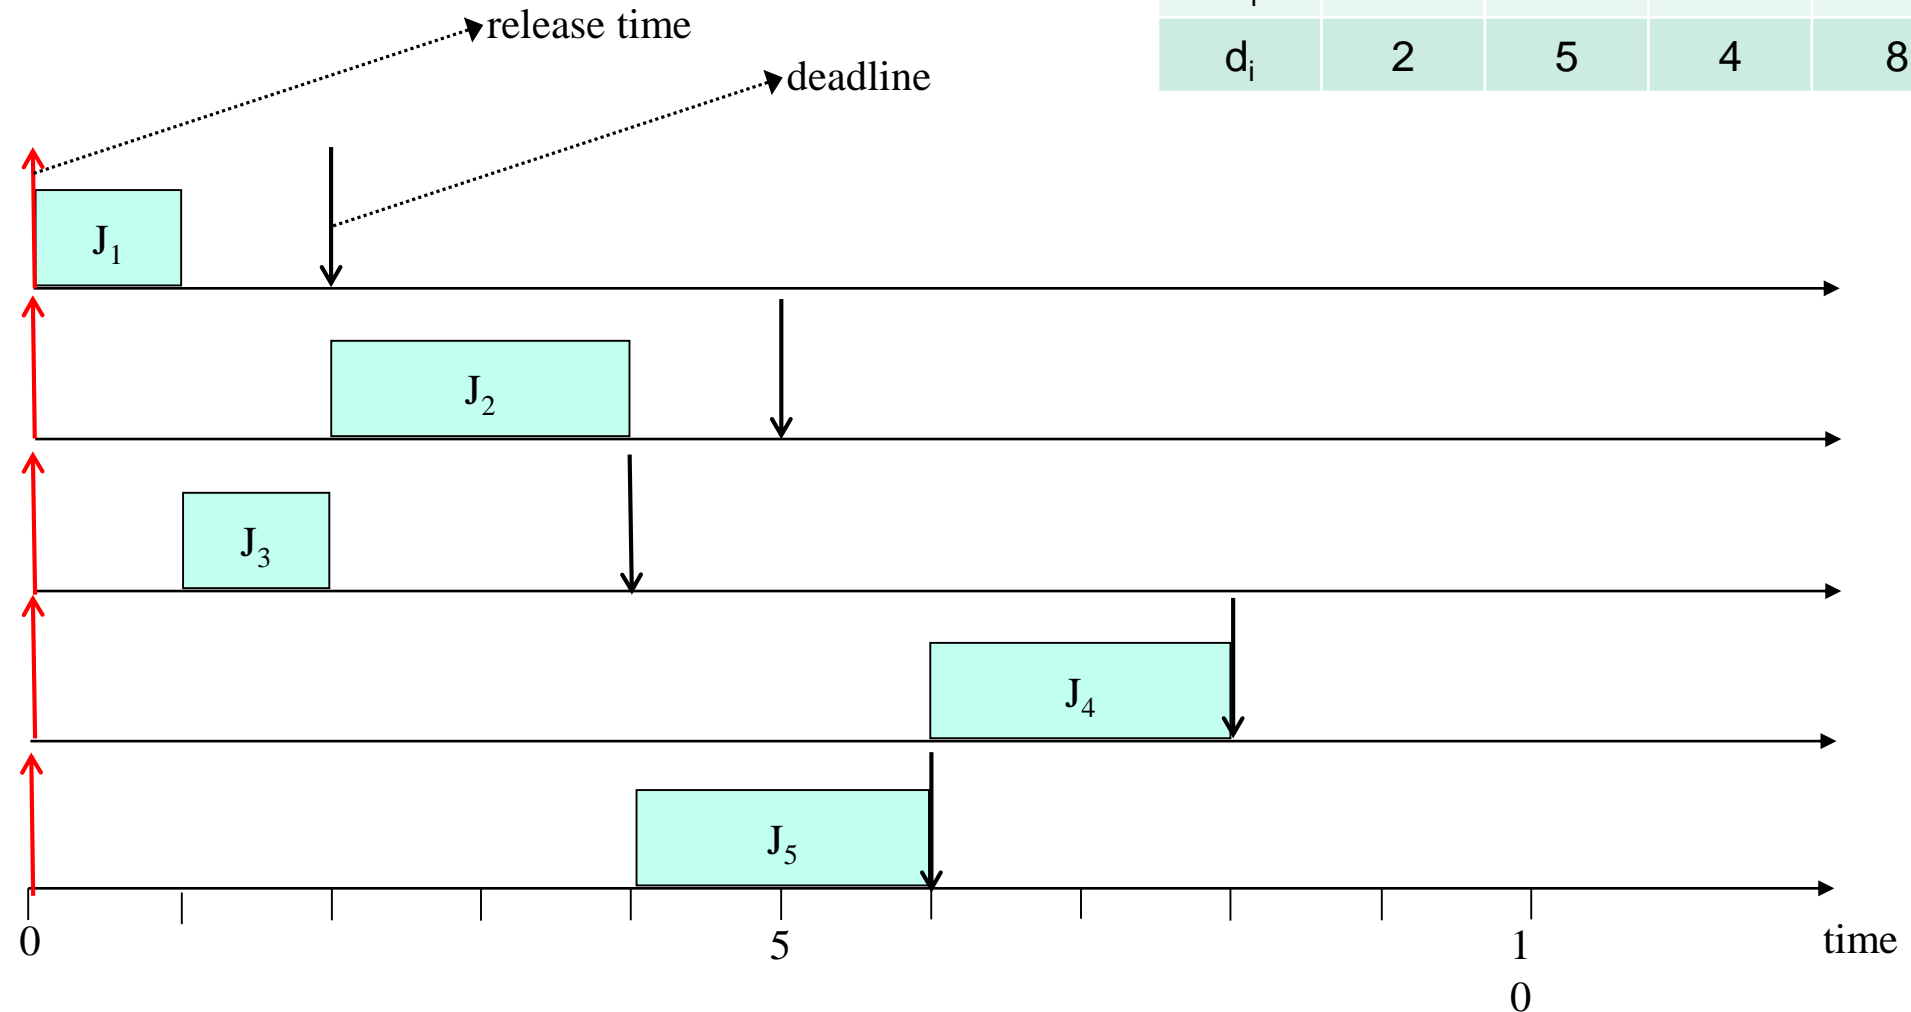 release time
deadline
i
dᵢ 2 5 4 8
J₁
J₂
J₃
J₄
J₅
0 5 1 time
0